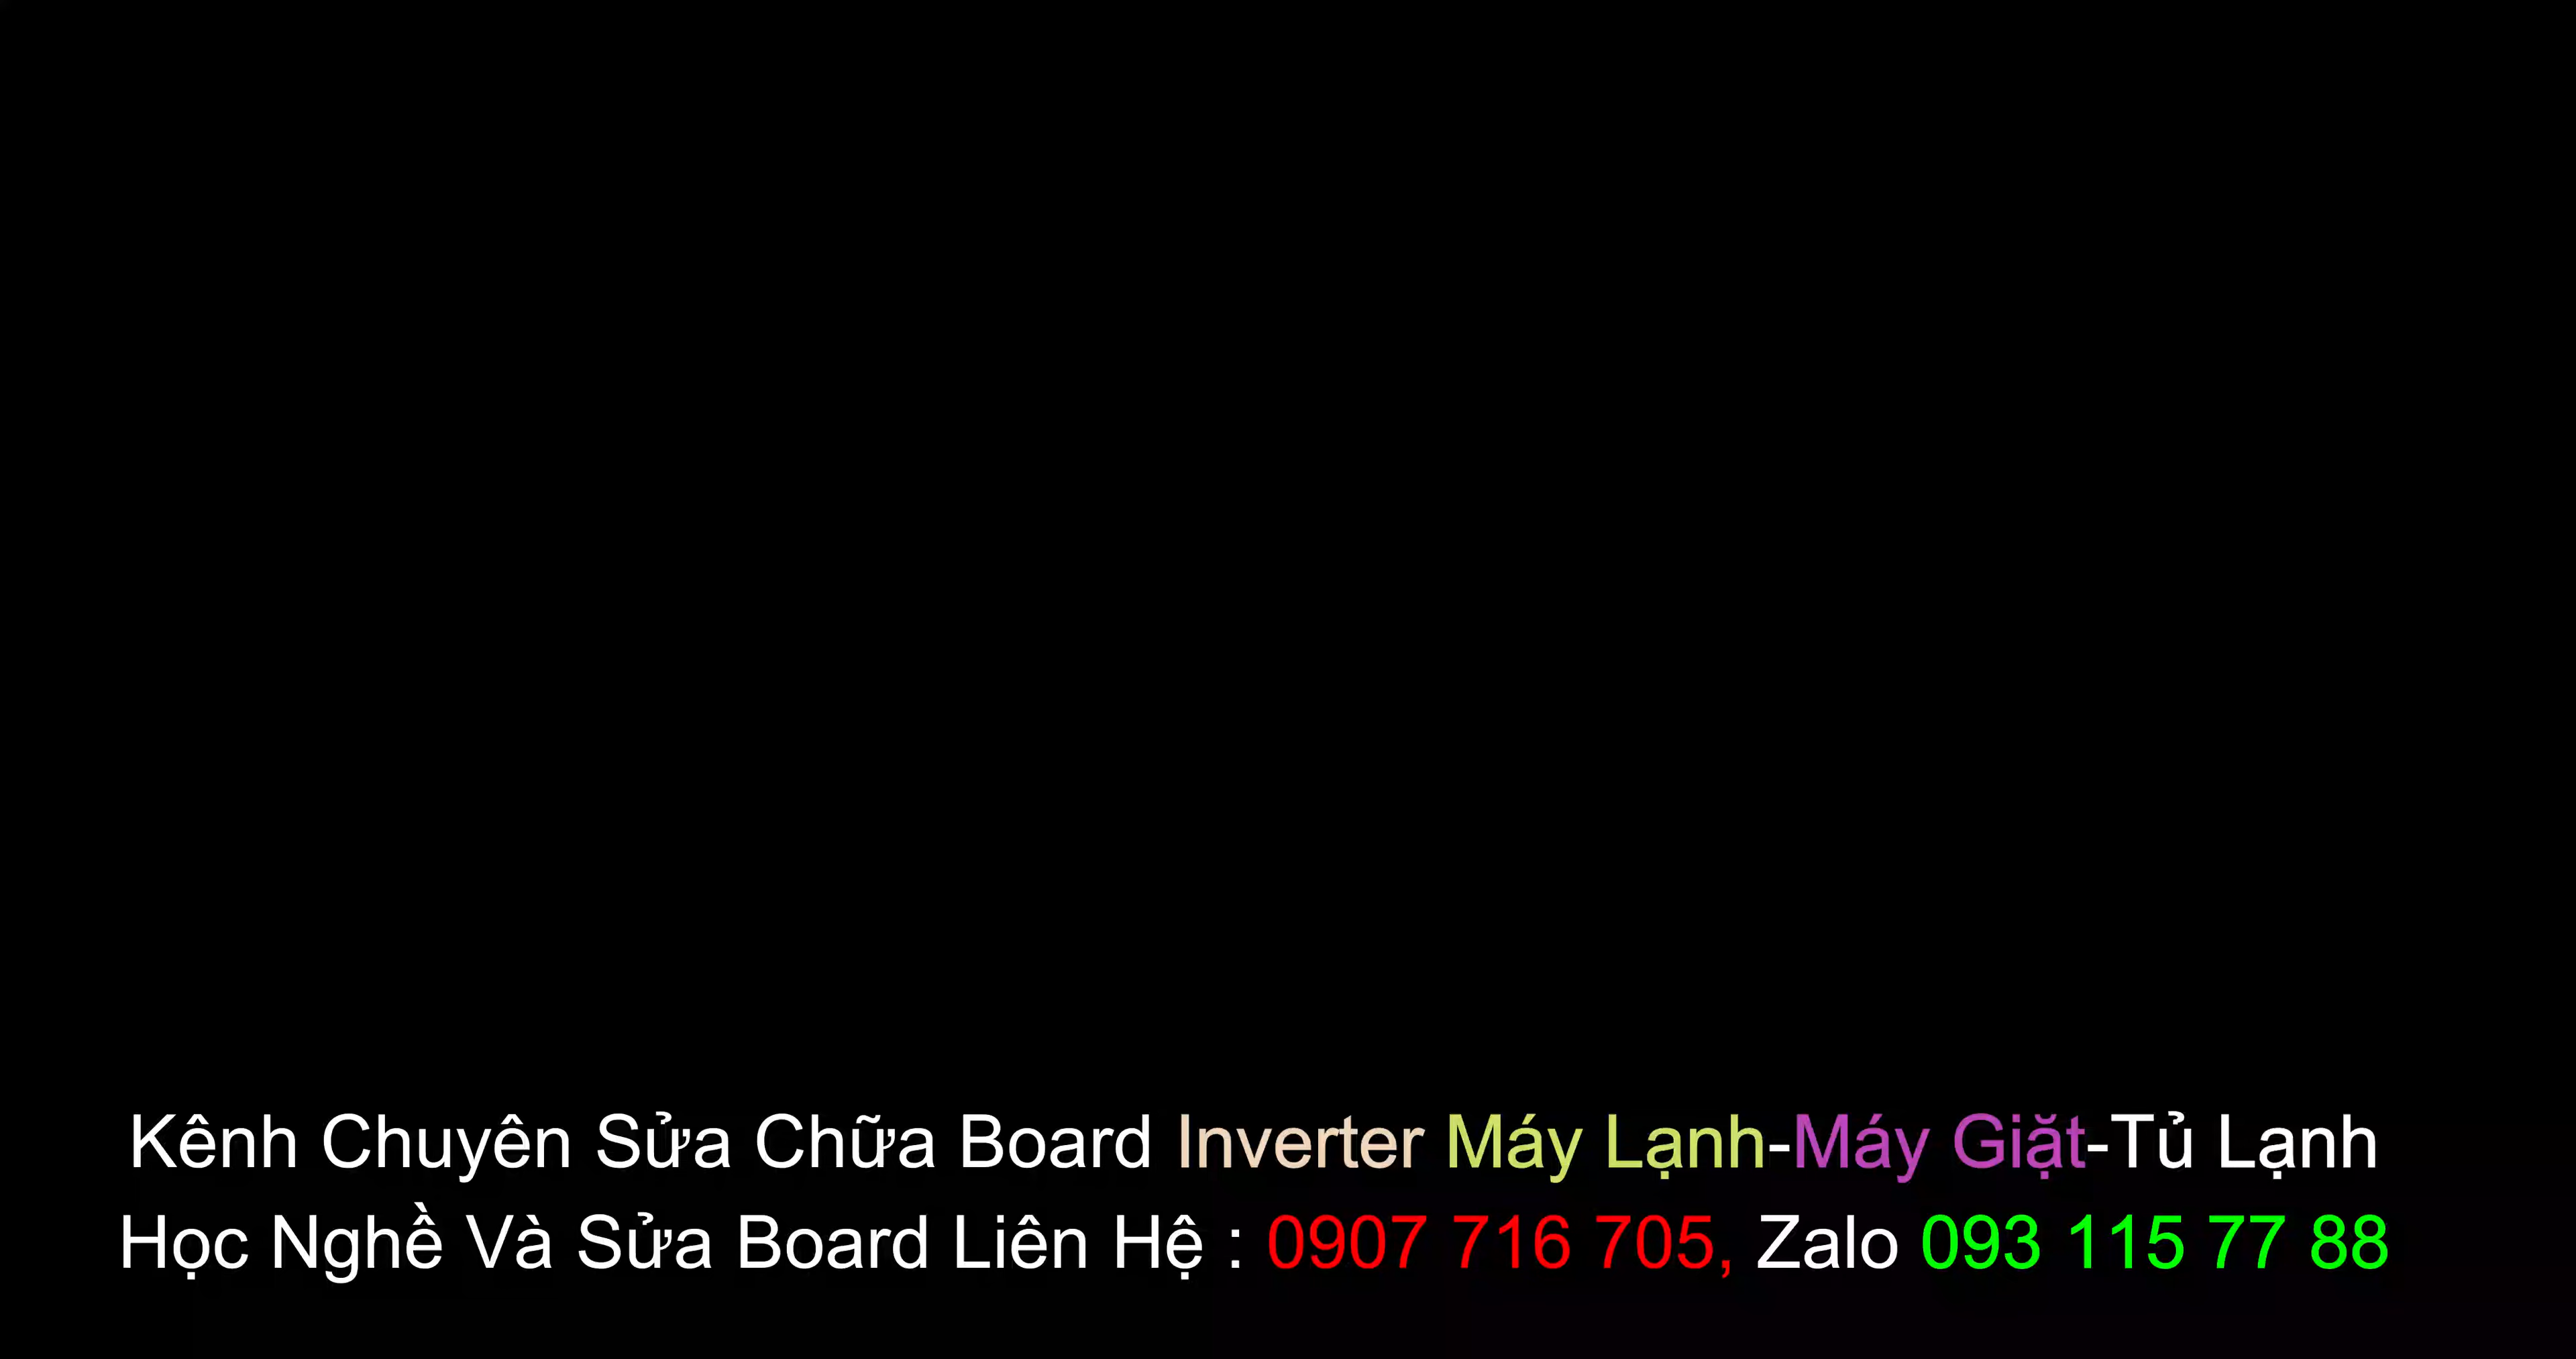 Kênh Chuyên Sửa Chữa Board Inverter Máy Lạnh-Máy Giặt-Tủ Lạnh
Học Nghề Và Sửa Board Liên Hệ : 0907 716 705, Zalo 093 115 77 88